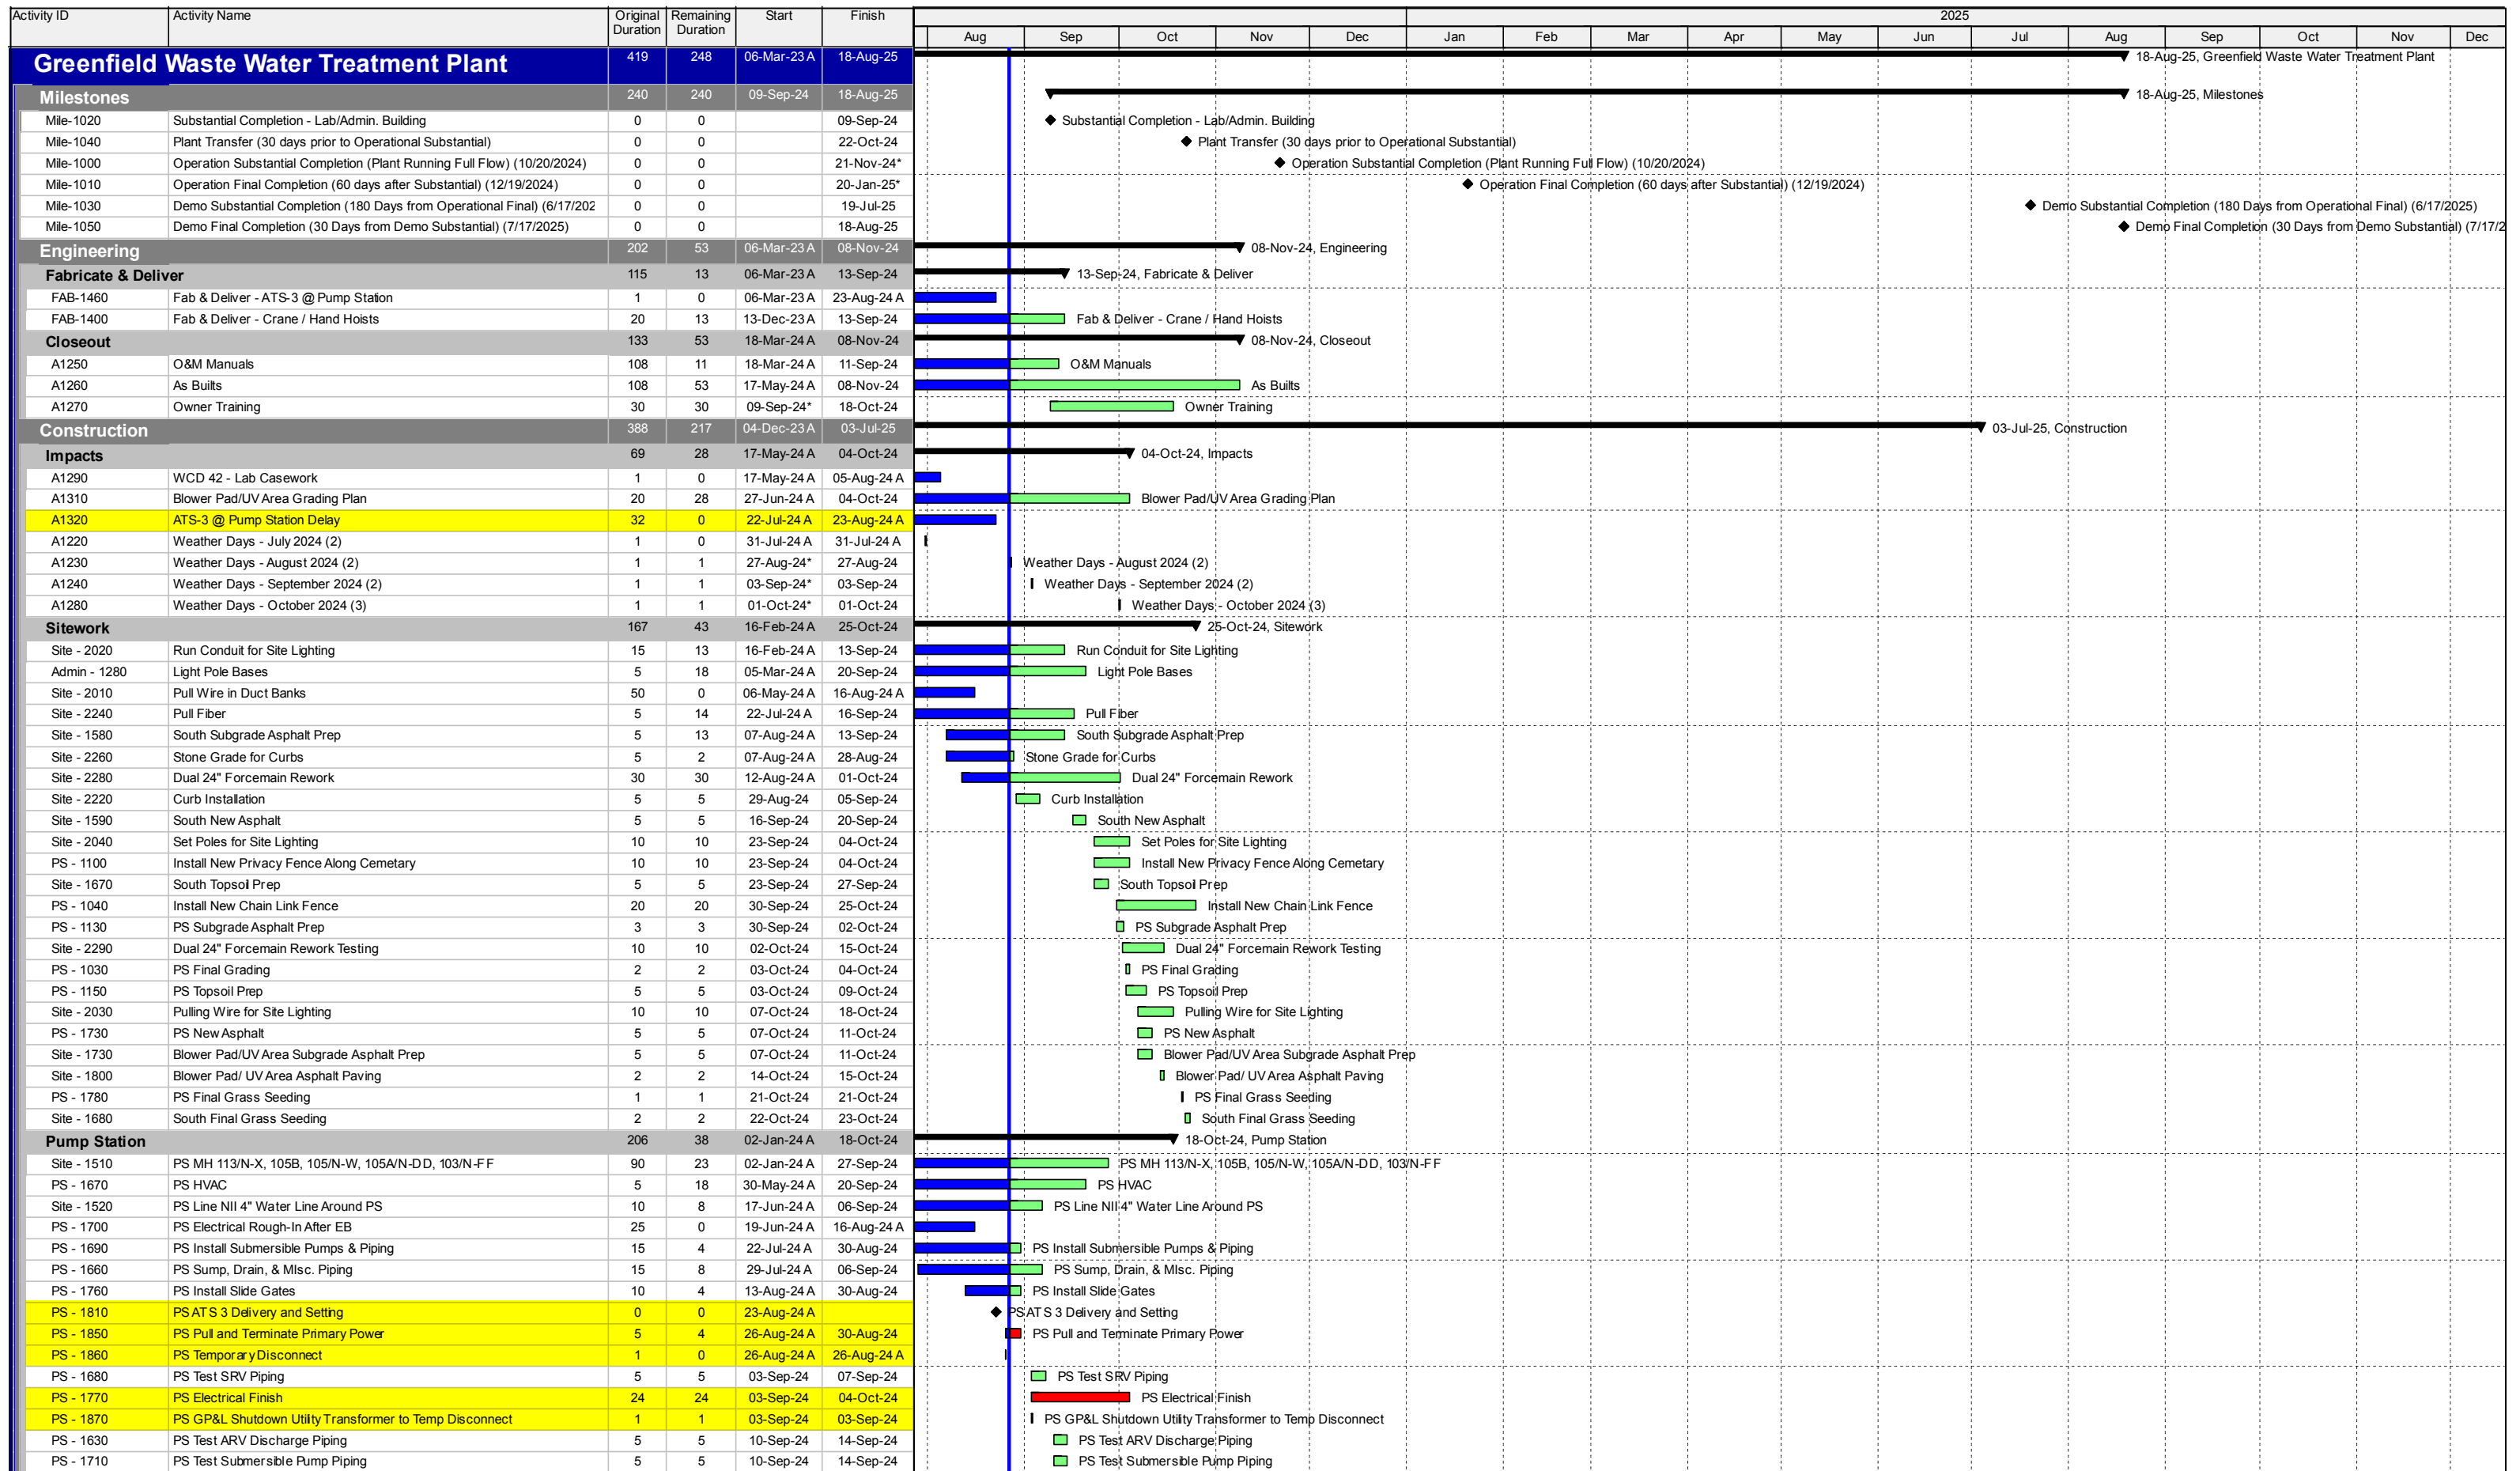 Activity ID Activity Name Original Duration Remaining Duration Start Finish 2025
Aug Sep Oct Nov Dec Jan Feb Mar Apr May Jun Jul Aug Sep Oct Nov Dec
Greenfield Waste Water Treatment Plant 419 248 06-Mar-23 A 18-Aug-25 18-Aug-25, Greenfield Waste Water Treatment Plant
Milestones 240 240 09-Sep-24 18-Aug-25 18-Aug-25, Milestones
Mile-1020 Substantial Completion - Lab/Admin. Building 0 0 09-Sep-24 Substantial Completion - Lab/Admin. Building
Mile-1040 Plant Transfer (30 days prior to Operational Substantial) 0 0 22-Oct-24 Plant Transfer (30 days prior to Operational Substantial)
Mile-1000 Operation Substantial Completion (Plant Running Full Flow) (10/20/2024) 0 0 21-Nov-24* Operation Substantial Completion (Plant Running Full Flow) (10/20/2024)
Mile-1010 Operation Final Completion (60 days after Substantial) (12/19/2024) 0 0 20-Jan-25* Operation Final Completion (60 days after Substantial) (12/19/2024)
Mile-1030 Demo Substantial Completion (180 Days from Operational Final) (6/17/202 0 0 19-Jul-25 Demo Substantial Completion (180 Days from Operational Final) (6/17/2025)
Mile-1050 Demo Final Completion (30 Days from Demo Substantial) (7/17/2025) 0 0 18-Aug-25 Demo Final Completion (30 Days from Demo Substantial) (7/17/2
Engineering 202 53 06-Mar-23 A 08-Nov-24 08-Nov-24, Engineering
Fabricate & Deliver 115 13 06-Mar-23 A 13-Sep-24 13-Sep-24, Fabricate & Deliver
FAB-1460 Fab & Deliver - ATS-3 @ Pump Station 1 0 06-Mar-23 A 23-Aug-24 A
FAB-1400 Fab & Deliver - Crane / Hand Hoists 20 13 13-Dec-23 A 13-Sep-24 Fab & Deliver - Crane / Hand Hoists
Closeout 133 53 18-Mar-24 A 08-Nov-24 08-Nov-24, Closeout
A1250 O&M Manuals 108 11 18-Mar-24 A 11-Sep-24 O&M Manuals
A1260 As Builts 108 53 17-May-24 A 08-Nov-24 As Builts
A1270 Owner Training 30 30 09-Sep-24* 18-Oct-24 Owner Training
Construction 388 217 04-Dec-23 A 03-Jul-25 03-Jul-25, Construction
Impacts 69 28 17-May-24 A 04-Oct-24 04-Oct-24, Impacts
A1290 WCD 42 - Lab Casework 1 0 17-May-24 A 05-Aug-24 A
A1310 Blower Pad/UV Area Grading Plan 20 28 27-Jun-24 A 04-Oct-24 Blower Pad/UV Area Grading Plan
A1320 ATS-3 @ Pump Station Delay 32 0 22-Jul-24 A 23-Aug-24 A
A1220 Weather Days - July 2024 (2) 1 0 31-Jul-24 A 31-Jul-24 A
A1230 Weather Days - August 2024 (2) 1 1 27-Aug-24* 27-Aug-24 Weather Days - August 2024 (2)
A1240 Weather Days - September 2024 (2) 1 1 03-Sep-24* 03-Sep-24 Weather Days - September 2024 (2)
A1280 Weather Days - October 2024 (3) 1 1 01-Oct-24* 01-Oct-24 Weather Days - October 2024 (3)
Sitework 167 43 16-Feb-24 A 25-Oct-24 25-Oct-24, Sitework
Site - 2020 Run Conduit for Site Lighting 15 13 16-Feb-24 A 13-Sep-24 Run Conduit for Site Lighting
Admin - 1280 Light Pole Bases 5 18 05-Mar-24 A 20-Sep-24 Light Pole Bases
Site - 2010 Pull Wire in Duct Banks 50 0 06-May-24 A 16-Aug-24 A
Site - 2240 Pull Fiber 5 14 22-Jul-24 A 16-Sep-24 Pull Fiber
Site - 1580 South Subgrade Asphalt Prep 5 13 07-Aug-24 A 13-Sep-24 South Subgrade Asphalt Prep
Site - 2260 Stone Grade for Curbs 5 2 07-Aug-24 A 28-Aug-24 Stone Grade for Curbs
Site - 2280 Dual 24" Forcemain Rework 30 30 12-Aug-24 A 01-Oct-24 Dual 24" Forcemain Rework
Site - 2220 Curb Installation 5 5 29-Aug-24 05-Sep-24 Curb Installation
Site - 1590 South New Asphalt 5 5 16-Sep-24 20-Sep-24 South New Asphalt
Site - 2040 Set Poles for Site Lighting 10 10 23-Sep-24 04-Oct-24 Set Poles for Site Lighting
PS - 1100 Install New Privacy Fence Along Cemetary 10 10 23-Sep-24 04-Oct-24 Install New Privacy Fence Along Cemetary
Site - 1670 South Topsoil Prep 5 5 23-Sep-24 27-Sep-24 South Topsoil Prep
PS - 1040 Install New Chain Link Fence 20 20 30-Sep-24 25-Oct-24 Install New Chain Link Fence
PS - 1130 PS Subgrade Asphalt Prep 3 3 30-Sep-24 02-Oct-24 PS Subgrade Asphalt Prep
Site - 2290 Dual 24" Forcemain Rework Testing 10 10 02-Oct-24 15-Oct-24 Dual 24" Forcemain Rework Testing
PS - 1030 PS Final Grading 2 2 03-Oct-24 04-Oct-24 PS Final Grading
PS - 1150 PS Topsoil Prep 5 5 03-Oct-24 09-Oct-24 PS Topsoil Prep
Site - 2030 Pulling Wire for Site Lighting 10 10 07-Oct-24 18-Oct-24 Pulling Wire for Site Lighting
PS - 1730 PS New Asphalt 5 5 07-Oct-24 11-Oct-24 PS New Asphalt
Site - 1730 Blower Pad/UV Area Subgrade Asphalt Prep 5 5 07-Oct-24 11-Oct-24 Blower Pad/UV Area Subgrade Asphalt Prep
Site - 1800 Blower Pad/ UV Area Asphalt Paving 2 2 14-Oct-24 15-Oct-24 Blower Pad/ UV Area Asphalt Paving
PS - 1780 PS Final Grass Seeding 1 1 21-Oct-24 21-Oct-24 PS Final Grass Seeding
Site - 1680 South Final Grass Seeding 2 2 22-Oct-24 23-Oct-24 South Final Grass Seeding
Pump Station 206 38 02-Jan-24 A 18-Oct-24 18-Oct-24, Pump Station
Site - 1510 PS MH 113/N-X, 105B, 105/N-W, 105A/N-DD, 103/N-FF 90 23 02-Jan-24 A 27-Sep-24 PS MH 113/N-X, 105B, 105/N-W, 105A/N-DD, 103/N-FF
PS - 1670 PS HVAC 5 18 30-May-24 A 20-Sep-24 PS HVAC
Site - 1520 PS Line NII 4" Water Line Around PS 10 8 17-Jun-24 A 06-Sep-24 PS Line NII 4" Water Line Around PS
PS - 1700 PS Electrical Rough-In After EB 25 0 19-Jun-24 A 16-Aug-24 A
PS - 1690 PS Install Submersible Pumps & Piping 15 4 22-Jul-24 A 30-Aug-24 PS Install Submersible Pumps & Piping
PS - 1660 PS Sump, Drain, & MIsc. Piping 15 8 29-Jul-24 A 06-Sep-24 PS Sump, Drain, & MIsc. Piping
PS - 1760 PS Install Slide Gates 10 4 13-Aug-24 A 30-Aug-24 PS Install Slide Gates
PS - 1810 PS ATS 3 Delivery and Setting 0 0 23-Aug-24 A PS ATS 3 Delivery and Setting
PS - 1850 PS Pull and Terminate Primary Power 5 4 26-Aug-24 A 30-Aug-24 PS Pull and Terminate Primary Power
PS - 1860 PS Temporary Disconnect 1 0 26-Aug-24 A 26-Aug-24 A
PS - 1680 PS Test SRV Piping 5 5 03-Sep-24 07-Sep-24 PS Test SRV Piping
PS - 1770 PS Electrical Finish 24 24 03-Sep-24 04-Oct-24 PS Electrical Finish
PS - 1870 PS GP&L Shutdown Utility Transformer to Temp Disconnect 1 1 03-Sep-24 03-Sep-24 PS GP&L Shutdown Utility Transformer to Temp Disconnect
PS - 1630 PS Test ARV Discharge Piping 5 5 10-Sep-24 14-Sep-24 PS Test ARV Discharge Piping
PS - 1710 PS Test Submersible Pump Piping 5 5 10-Sep-24 14-Sep-24 PS Test Submersible Pump Piping